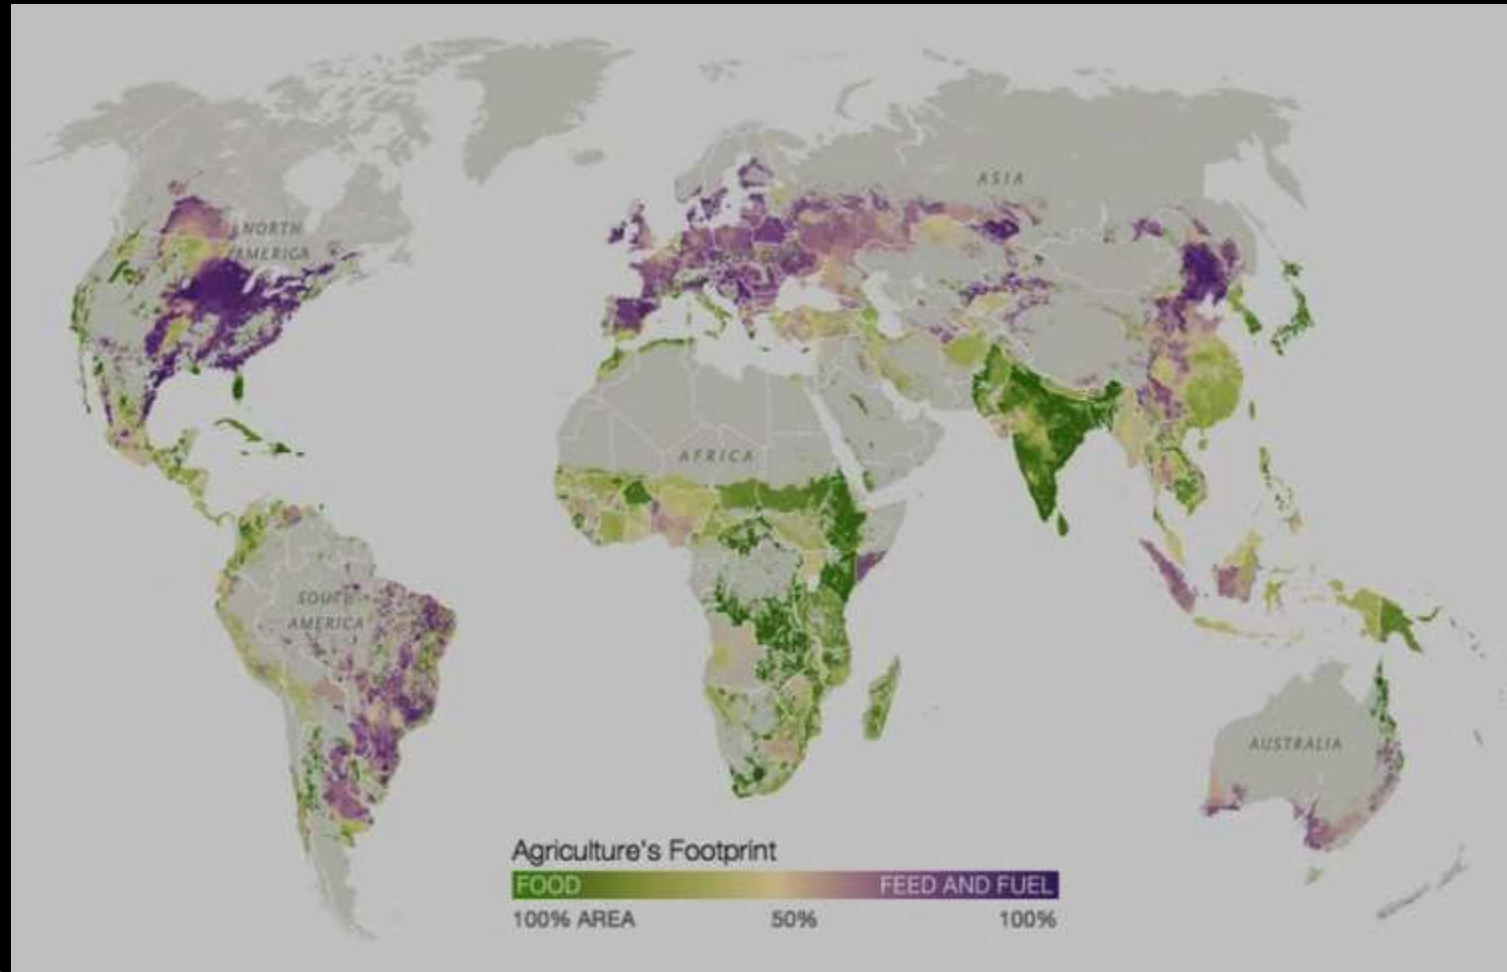 ASIA
NORTH
AMERICA
AFRICA
SOUTH
AMERICA
AUSTRALIA
Agriculture's Footprint
FOOD
FEED AND FUEL
100% AREA
50%
100%